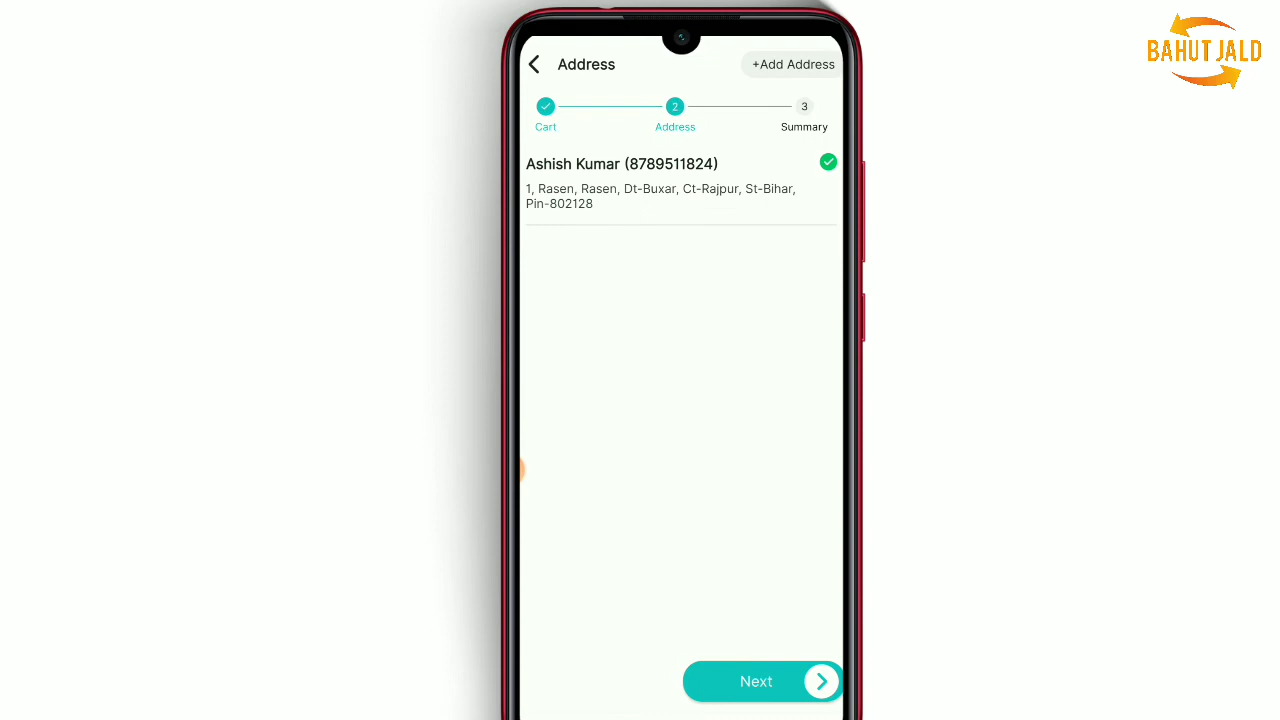 BAHUT JALD
Address
+Add Address
2
3
Cart
Address
Summary
Ashish Kumar (8789511824)
1, Rasen, Rasen, Dt-Buxar, Ct-Rajpur, St-Bihar,
Pin-802128
Next